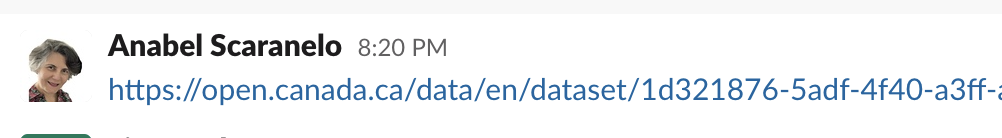 Anabel Scaranelo 8:20 PM
https://open.canada.ca/data/en/dataset/1d321876-5adf-4f40-a3ff-